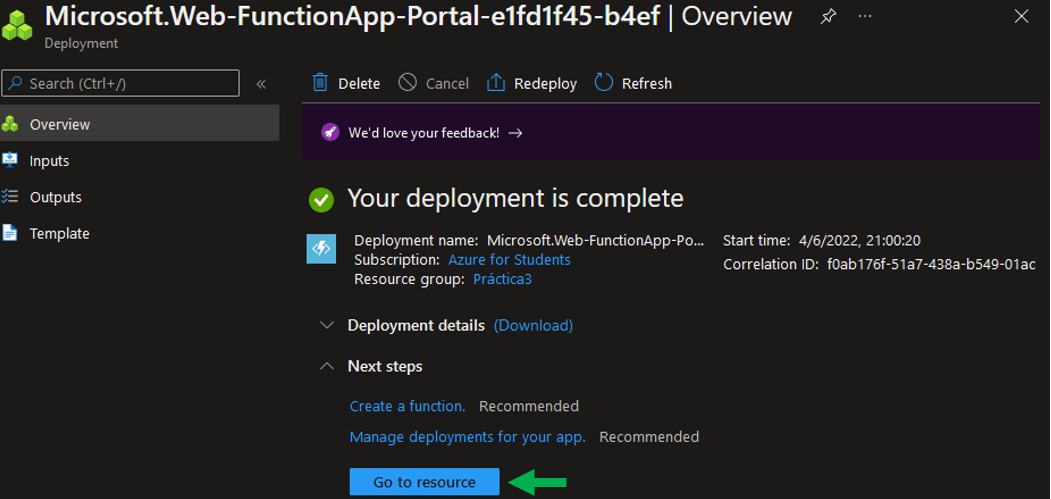 Microsoft.Web-FunctionApp-Portal-e1fd1f45-b4ef | Overview
Deployment
Search (Ctrl+/)
Delete
Cancel
Redeploy
Refresh
Overview
Inputs
Outputs
Template
We'd love your feedback!
Your deployment is complete
Deployment name: Microsoft.Web-FunctionApp-Po...
Subscription: Azure for Students
Resource group: Práctica3
Start time: 4/6/2022, 21:00:20
Correlation ID: f0ab176f-51a7-438a-b549-01ac
Deployment details (Download)
Next steps
Create a function. Recommended
Manage deployments for your app. Recommended
Go to resource